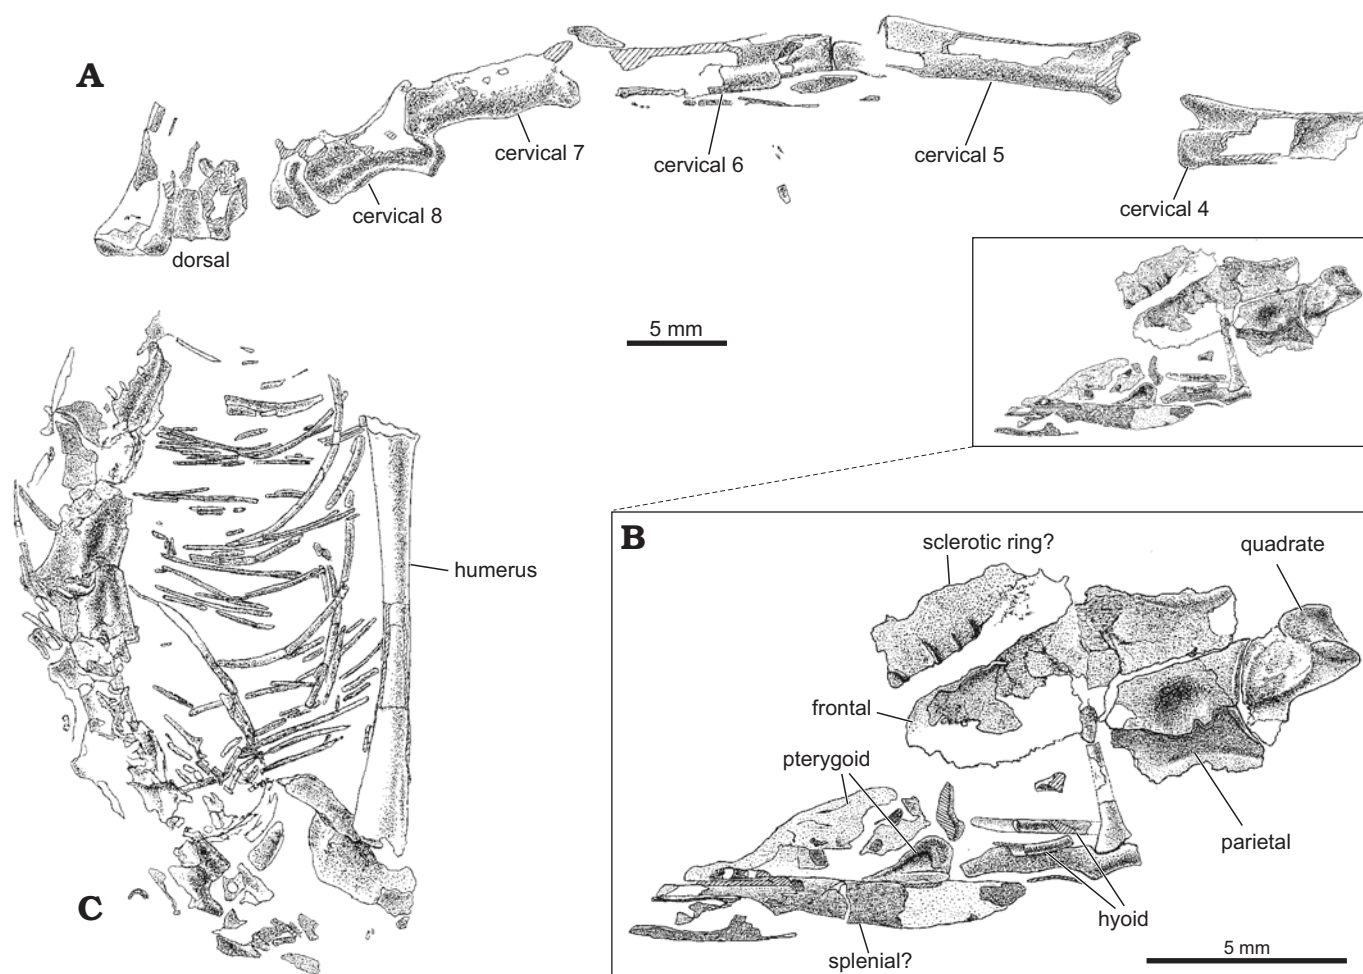 A
cervical 7
cervical 6
cervical 5
cervical 8
cervical 4
dorsal
5 mm
B
sclerotic ring?
quadrate
humerus
frontal
pterygoid
parietal
C
hyoid
splenial?
5 mm